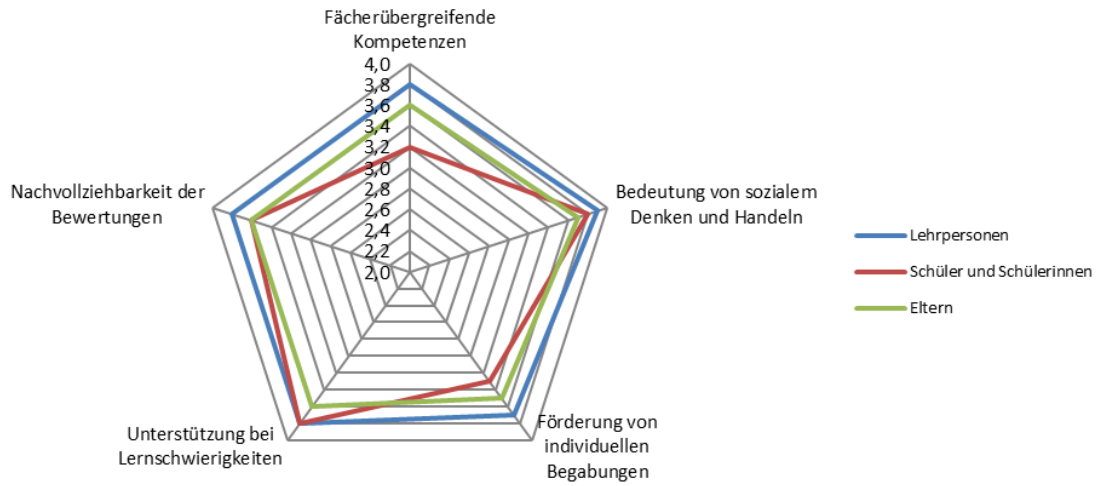 Fächerübergreifende
Kompetenzen
4,0
3,8
3,6
3,4
3,2
3,0
2,8
2,6
2,4
2,2
2,0
Nachvollziehbarkeit der
Bewertungen
Bedeutung von sozialem
Denken und Handeln
Lehrpersonen
Schüler und Schülerinnen
Eltern
Unterstützung bei
Lernschwierigkeiten
Förderung von
individuellen
Begabungen